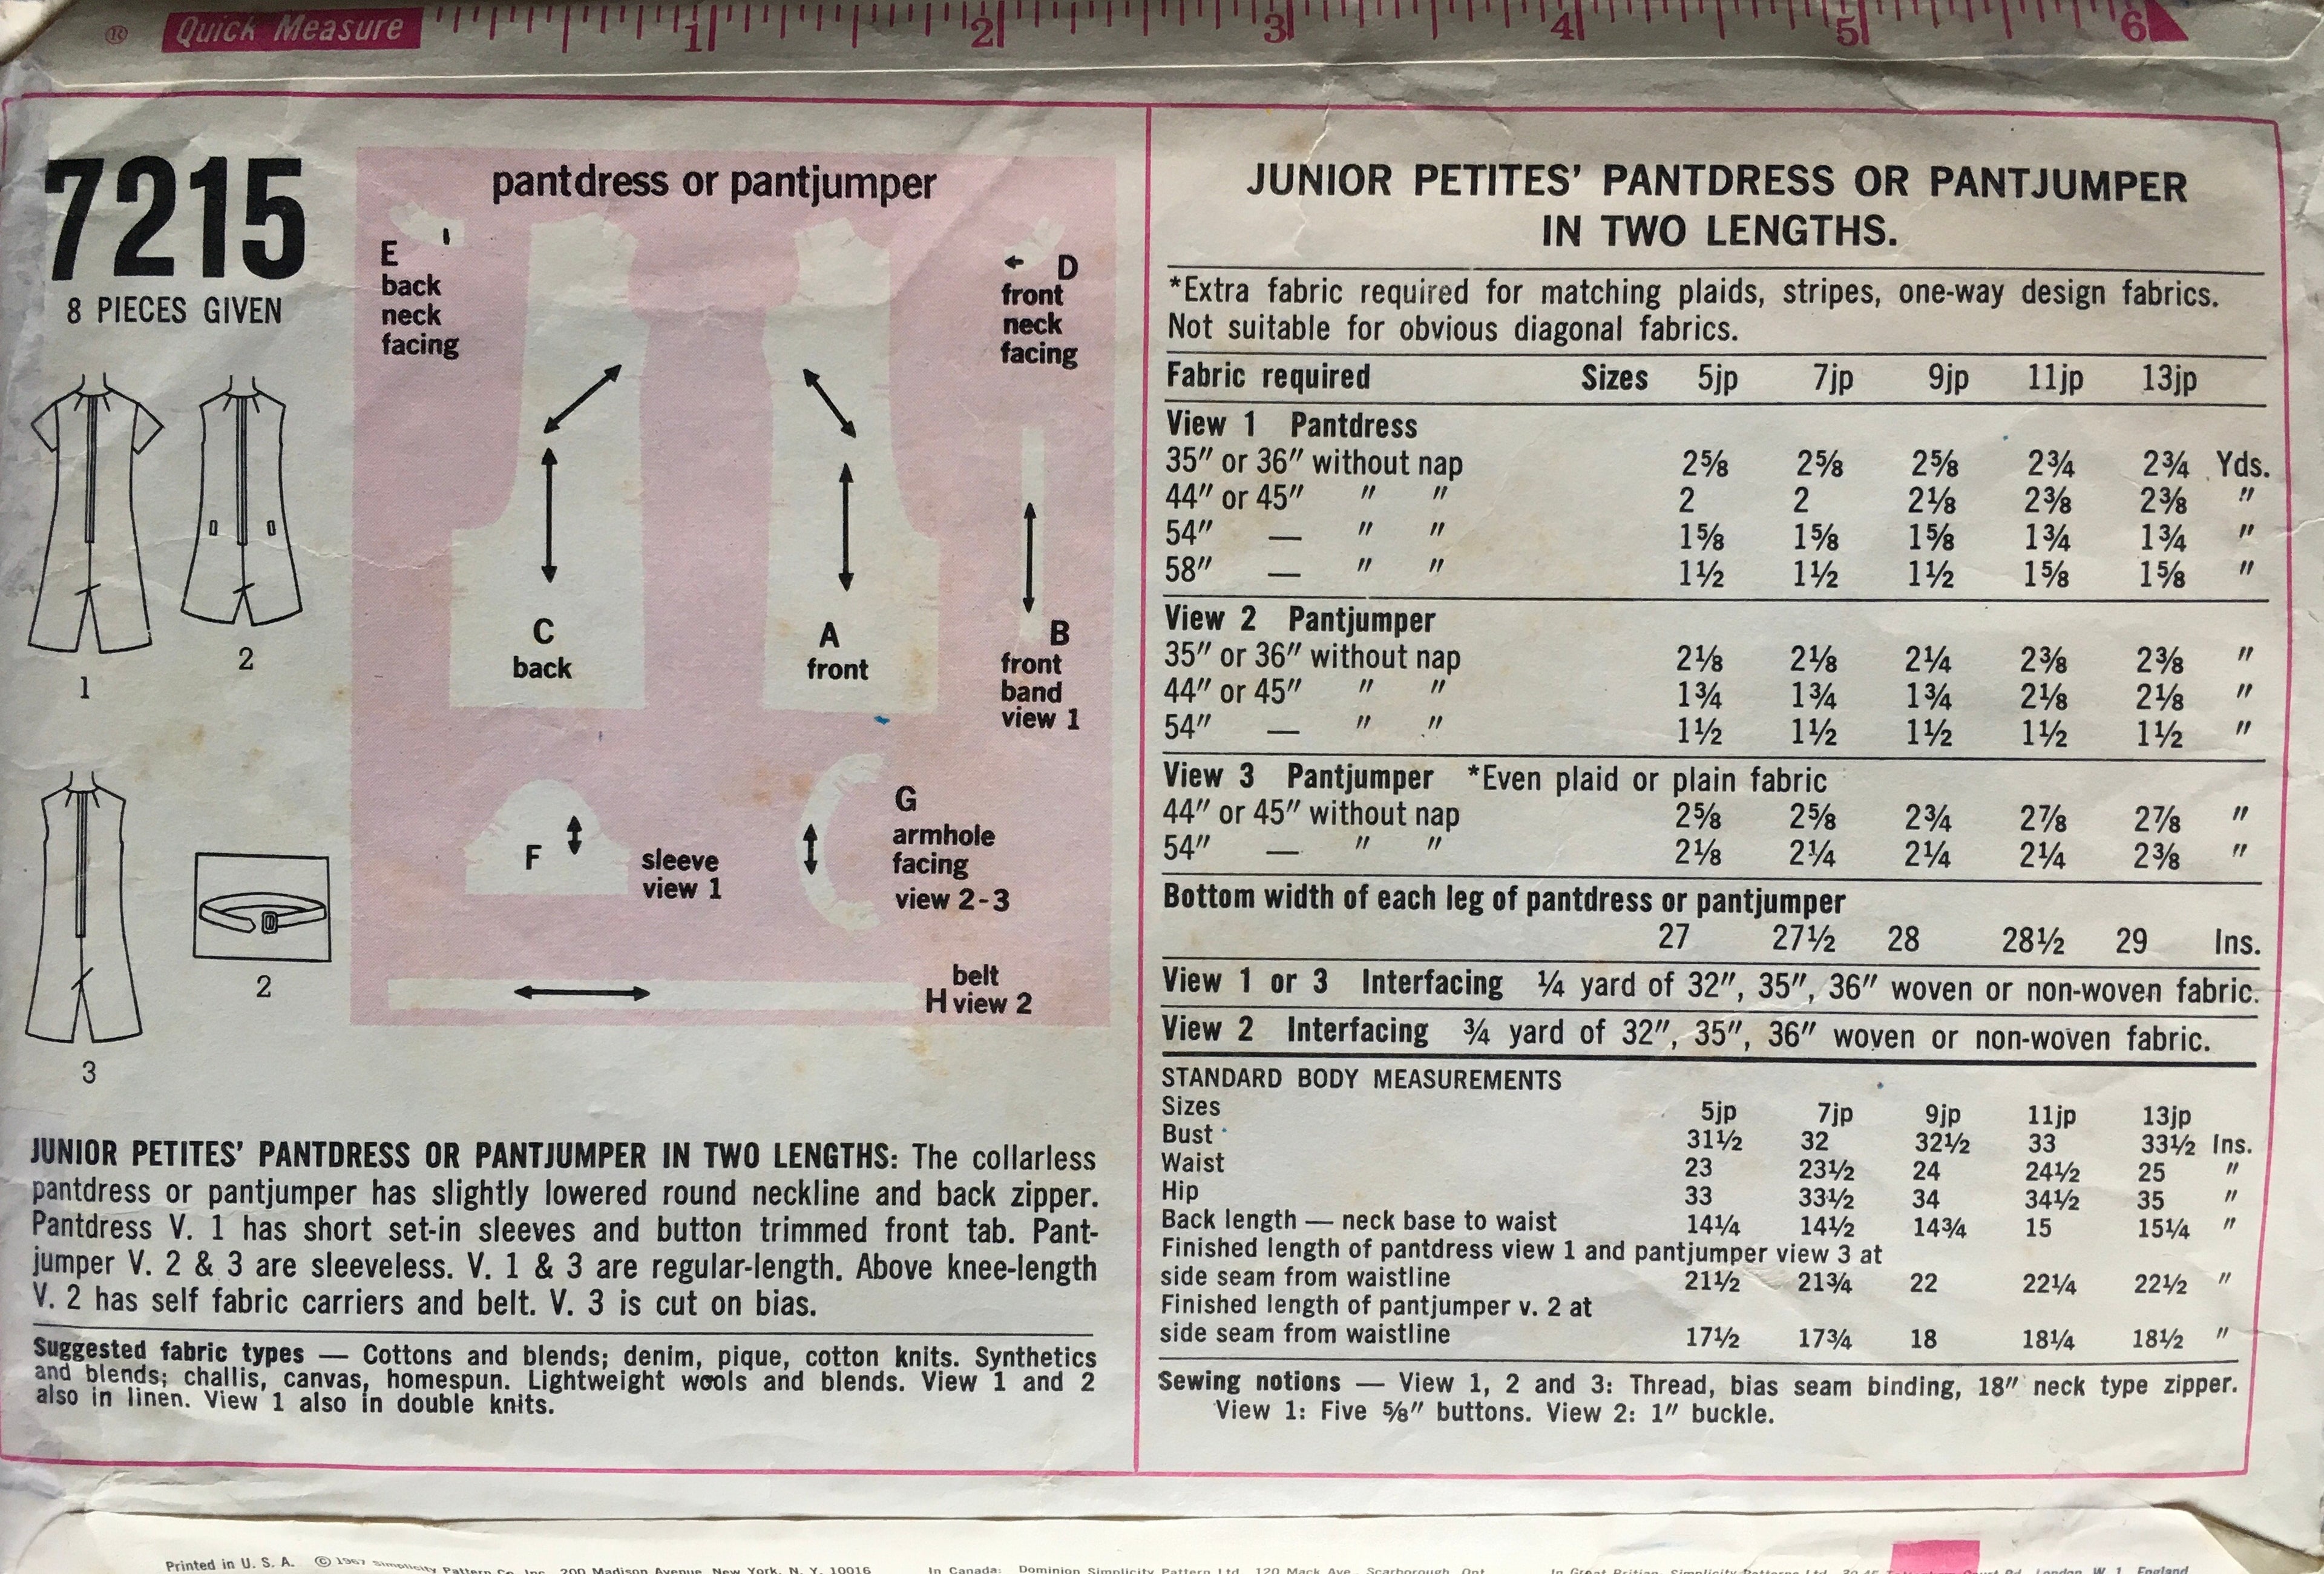 ® Quick Measure 1 2 3 4 5 6
7215
8 PIECES GIVEN
1
2
3
2
pantdress or pantjumper
E
back
neck
facing
D
front
neck
facing
C
back
A
front
B
front
band
view 1
F
sleeve
view 1
G
armhole
facing
view 2-3
belt
H view 2
JUNIOR PETITES' PANTDRESS OR PANTJUMPER IN TWO LENGTHS: The collarless
pantdress or pantjumper has slightly lowered round neckline and back zipper.
Pantdress V. 1 has short set-in sleeves and button trimmed front tab. Pant-
jumper V. 2 & 3 are sleeveless. V. 1 & 3 are regular-length. Above knee-length
V. 2 has self fabric carriers and belt. V. 3 is cut on bias.
Suggested fabric types — Cottons and blends; denim, pique, cotton knits. Synthetics
and blends; challis, canvas, homespun. Lightweight wools and blends. View 1 and 2
also in linen. View 1 also in double knits.
JUNIOR PETITES' PANTDRESS OR PANTJUMPER
IN TWO LENGTHS.
*Extra fabric required for matching plaids, stripes, one-way design fabrics.
Not suitable for obvious diagonal fabrics.
Fabric required Sizes 5jp 7jp 9jp 11jp 13jp
View 1 Pantdress
35" or 36" without nap 2⅝ 2⅝ 2⅝ 2¾ 2¾ Yds.
44" or 45" " " 2 2 2⅛ 2⅜ 2⅜ "
54" — " " 1⅝ 1⅝ 1⅝ 1¾ 1¾ "
58" — " " 1½ 1½ 1½ 1⅝ 1⅝ "
View 2 Pantjumper
35" or 36" without nap 2⅛ 2⅛ 2¼ 2⅜ 2⅜ "
44" or 45" " " 1¾ 1¾ 1¾ 2⅛ 2⅛ "
54" — " " 1½ 1½ 1½ 1½ 1½ "
View 3 Pantjumper *Even plaid or plain fabric
44" or 45" without nap 2⅝ 2⅝ 2¾ 2⅞ 2⅞ "
54" — " " 2⅛ 2¼ 2¼ 2¼ 2⅜ "
Bottom width of each leg of pantdress or pantjumper
27 27½ 28 28½ 29 Ins.
View 1 or 3 Interfacing ¼ yard of 32", 35", 36" woven or non-woven fabric.
View 2 Interfacing ¾ yard of 32", 35", 36" woven or non-woven fabric.
STANDARD BODY MEASUREMENTS
Sizes 5jp 7jp 9jp 11jp 13jp
Bust 31½ 32 32½ 33 33½ Ins.
Waist 23 23½ 24 24½ 25 "
Hip 33 33½ 34 34½ 35 "
Back length — neck base to waist 14¼ 14½ 14¾ 15 15¼ "
Finished length of pantdress view 1 and pantjumper view 3 at
side seam from waistline 21½ 21¾ 22 22¼ 22½ "
Finished length of pantjumper v. 2 at
side seam from waistline 17½ 17¾ 18 18¼ 18½ "
Sewing notions — View 1, 2 and 3: Thread, bias seam binding, 18" neck type zipper.
View 1: Five ⅝" buttons. View 2: 1" buckle.
Printed in U. S. A. © 1967 Simplicity Pattern Co. Inc. 200 Madison Avenue, New York, N. Y. 10016 In Canada: Dominion Simplicity Pattern Ltd. 120 Mack Ave. Scarborough, Ont.